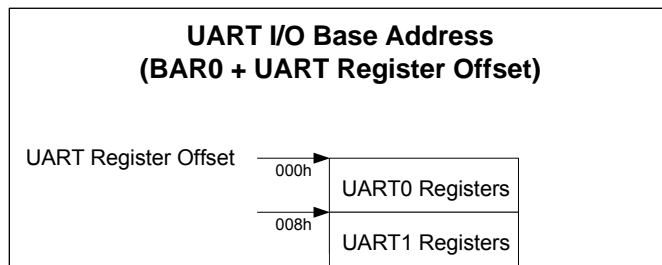 UART I/O Base Address
(BAR0 + UART Register Offset)
UART Register Offset
000h
UART0 Registers
008h
UART1 Registers